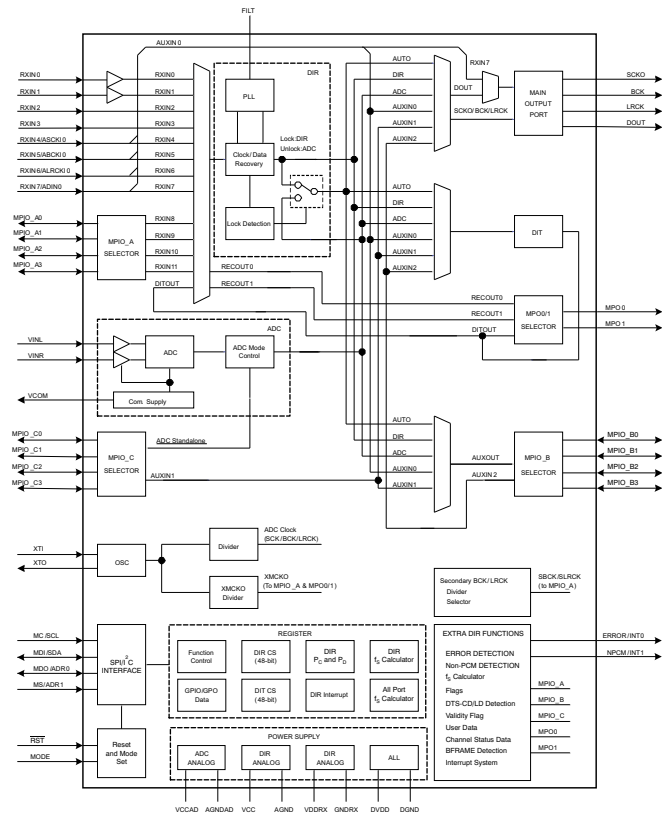 FILT
AUXIN 0
RXIN 0
RXIN 1
RXIN 2
RXIN 3
RXIN4/ASCKI 0
RXIN5/ABCKI 0
RXIN6/ALRCKI 0
RXIN7/ADIN0
RXIN0
RXIN1
RXIN2
RXIN3
RXIN4
RXIN5
RXIN6
RXIN7
MPIO_A0
MPIO_A1
MPIO_A2
MPIO_A3
MPIO_A
SELECTOR
RXIN8
RXIN9
RXIN10
RXIN11
DITOUT
DIR
PLL
Clock/Data
Recovery
Lock:DIR
Unlock:ADC
Lock Detection
RECOUT0
RECOUT1
AUTO
DIR
ADC
AUXIN0
AUXIN1
AUXIN2
RXIN7
DOUT
SCKO/BCK/LRCK
MAIN
OUTPUT
PORT
SCKO
BCK
LRCK
DOUT
AUTO
DIR
ADC
AUXIN0
AUXIN1
AUXIN2
DIT
RECOUT0
RECOUT1
DITOUT
MPO0/1
SELECTOR
MPO 0
MPO 1
VINL
VINR
VCOM
ADC
ADC
ADC Mode
Control
Com. Supply
MPIO_C0
MPIO_C1
MPIO_C2
MPIO_C3
MPIO_C
SELECTOR
ADC Standalone
AUXIN1
AUTO
DIR
ADC
AUXIN0
AUXIN1
AUXOUT
AUXIN 2
MPIO_B
SELECTOR
MPIO_B0
MPIO_B1
MPIO_B2
MPIO_B3
XTI
XTO
OSC
Divider
ADC Clock
(SCK/BCK/LRCK)
XMCKO
Divider
XMCKO
(To MPIO _A & MPO0/1)
Secondary BCK/LRCK
Divider
Selector
SBCK/SLRCK
(to MPIO_A)
MC/SCL
MDI/SDA
MDO/ADR0
MS/ADR1
SPI/I2C
INTERFACE
RST
MODE
Reset
and Mode
Set
REGISTER
Function
Control
DIR CS
(48-bit)
DIR
PC and PD
DIR
fS Calculator
GPIO/GPO
Data
DIT CS
(48-bit)
DIR Interrupt
All Port
fS Calculator
POWER SUPPLY
ADC
ANALOG
DIR
ANALOG
DIR
ANALOG
ALL
VCCAD
AGNDAD
VCC
AGND
VDDRX
GNDRX
DVDD
DGND
EXTRA DIR FUNCTIONS
ERROR DETECTION
Non-PCM DETECTION
fS Calculator
Flags
DTS-CD/LD Detection
Validity Flag
User Data
Channel Status Data
BFRAME Detection
Interrupt System
ERROR/INT0
NPCM/INT1
MPIO_A
MPIO_B
MPIO_C
MPO0
MPO1